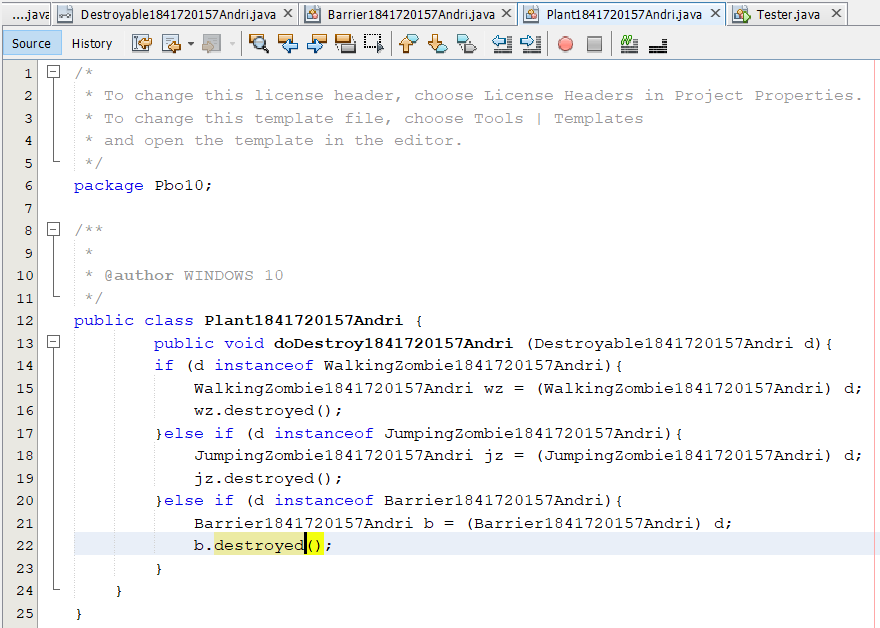 ....java Destroyable1841720157Andri.java Barrier1841720157Andri.java Plant1841720157Andri.java Tester.java
Source History
1 /*
2  * To change this license header, choose License Headers in Project Properties.
3  * To change this template file, choose Tools | Templates
4  * and open the template in the editor.
5  */
6 package Pbo10;
7
8 /**
9  *
10  * @author WINDOWS 10
11  */
12 public class Plant1841720157Andri {
13         public void doDestroy1841720157Andri (Destroyable1841720157Andri d){
14         if (d instanceof WalkingZombie1841720157Andri){
15             WalkingZombie1841720157Andri wz = (WalkingZombie1841720157Andri) d;
16             wz.destroyed();
17         }else if (d instanceof JumpingZombie1841720157Andri){
18             JumpingZombie1841720157Andri jz = (JumpingZombie1841720157Andri) d;
19             jz.destroyed();
20         }else if (d instanceof Barrier1841720157Andri){
21             Barrier1841720157Andri b = (Barrier1841720157Andri) d;
22             b.destroyed();
23         }
24     }
25 }